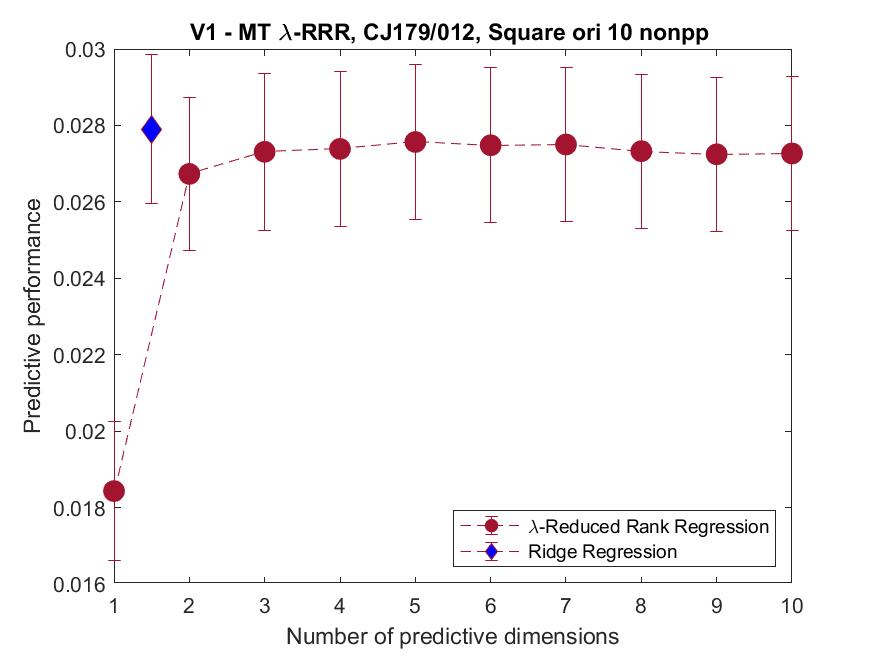 V1 - MT λ-RRR, CJ179/012, Square ori 10 nonpp
Predictive performance
0.03
0.028
0.026
0.024
0.022
0.02
0.018
0.016
1 2 3 4 5 6 7 8 9 10
Number of predictive dimensions
λ-Reduced Rank Regression
Ridge Regression